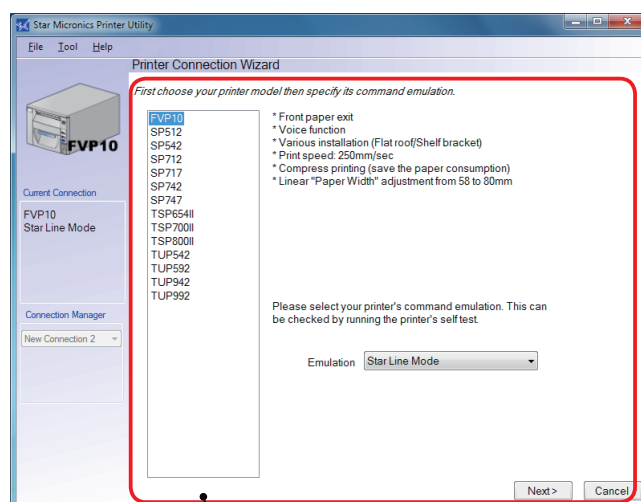 Star Micronics Printer Utility
File Tool Help
Printer Connection Wizard
First choose your printer model then specify its command emulation.
FVP10
Current Connection
FVP10
Star Line Mode
Connection Manager
New Connection 2
FVP10
SP512
SP542
SP712
SP717
SP742
SP747
TSP654II
TSP700II
TSP800II
TUP542
TUP592
TUP942
TUP992
* Front paper exit
* Voice function
* Various installation (Flat roof/Shelf bracket)
* Print speed: 250mm/sec
* Compress printing (save the paper consumption)
* Linear "Paper Width" adjustment from 58 to 80mm
Please select your printer's command emulation. This can
be checked by running the printer's self test.
Emulation Star Line Mode
Next > Cancel